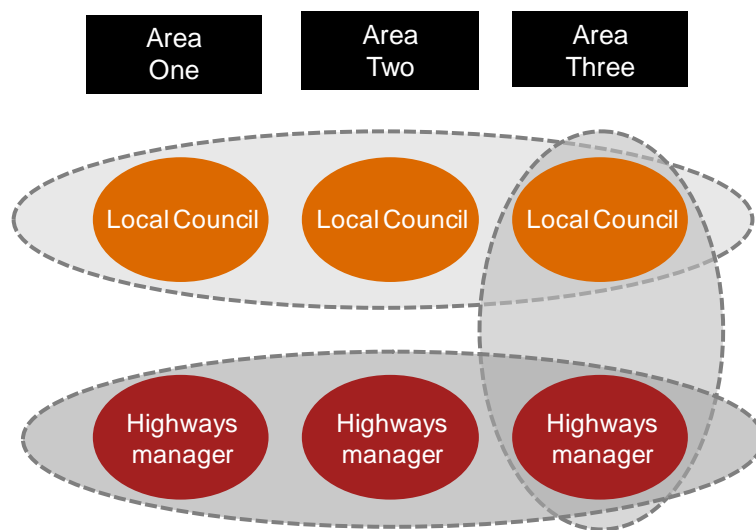 Area
One
Area
Two
Area
Three
Local Council
Local Council
Local Council
Highways
manager
Highways
manager
Highways
manager